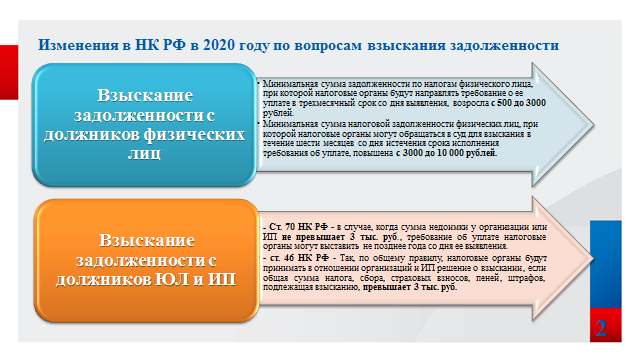 Изменения в НК РФ в 2020 году по вопросам взыскания задолженности
Взыскание
задолженности с
должников физических
лиц
• Минимальная сумма задолженности по налогам физического лица,
при которой налоговые органы будут направлять требование о ее
уплате в трехмесячный срок со дня выявления, возросла с 500 до 3000
рублей.
• Минимальная сумма налоговой задолженности физических лиц, при
которой налоговые органы могут обращаться в суд для взыскания в
течение шести месяцев со дня истечения срока исполнения
требования об уплате, повышена с 3000 до 10 000 рублей.
Взыскание
задолженности с
должников ЮЛ и ИП
- Ст. 70 НК РФ - в случае, когда сумма недоимки у организации или
ИП не превышает 3 тыс. руб., требование об уплате налоговые
органы могут выставить не позднее года со дня ее выявления.
- ст. 46 НК РФ - Так, по общему правилу, налоговые органы будут
принимать в отношении организаций и ИП решение о взыскании, если
общая сумма налога, сбора, страховых взносов, пеней, штрафов,
подлежащая взысканию, превышает 3 тыс. руб.
2